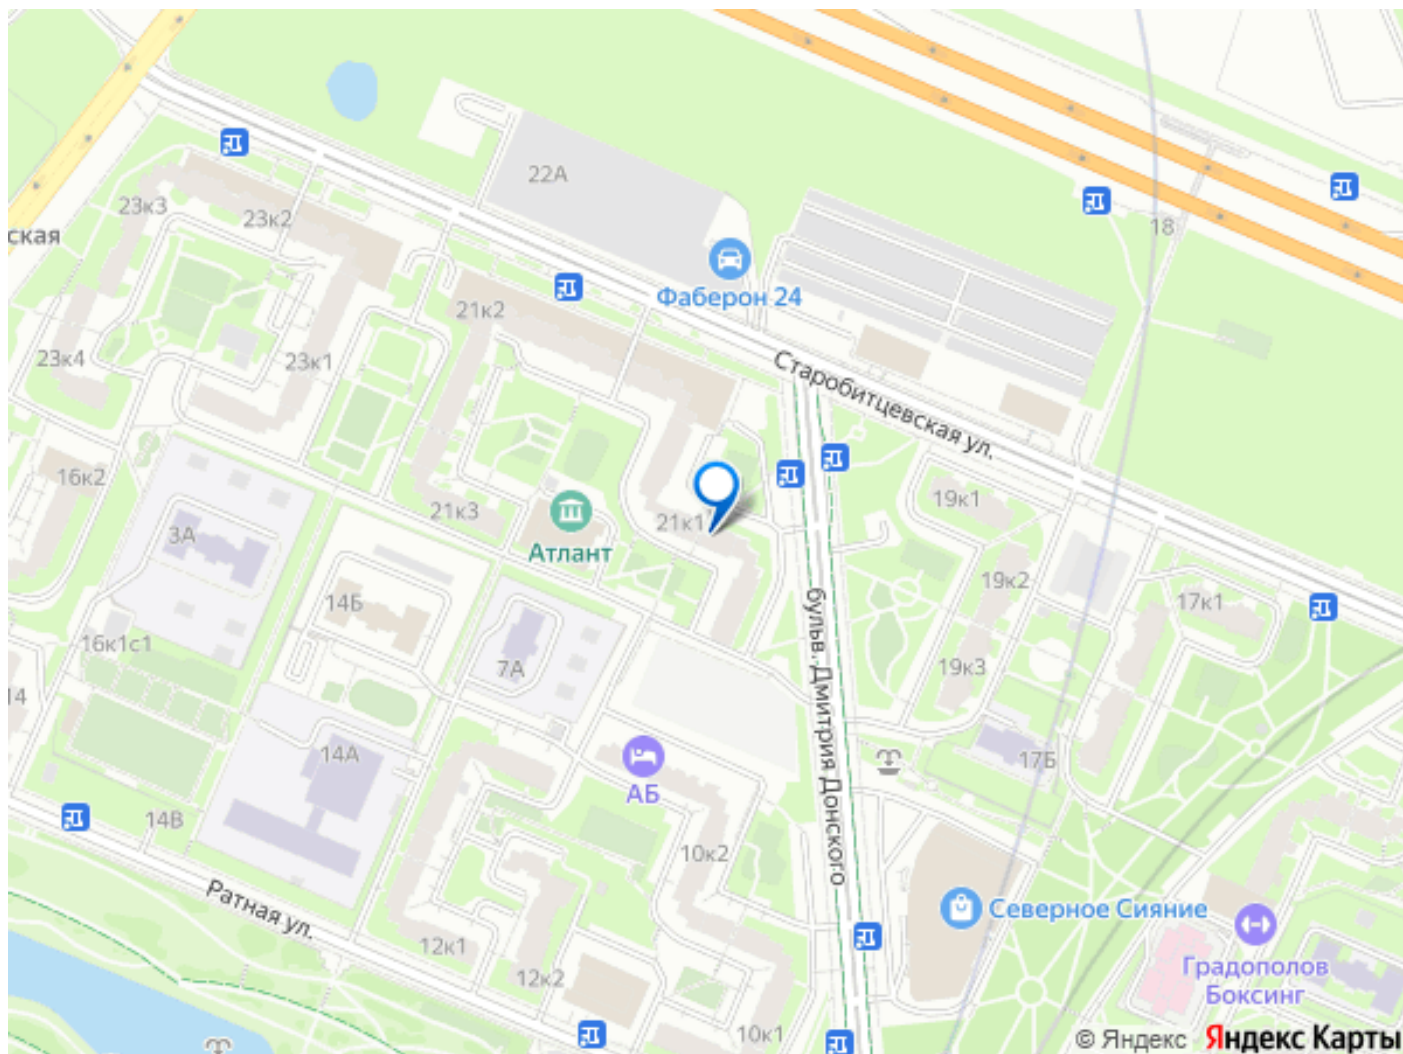 22А
18
23к3
23к2
ская
Фаберон 24
21к2
23к4
23к1
Старобитцевская ул.
16к2
19к1
21к3
21к1
3А
Атлант
19к2
14Б
17к1
бульв. Дмитрия Донского
16к1с1
7А
19к3
14
14А
17Б
АБ
14В
10к2
Ратная ул.
Северное Сияние
12к1
12к2
Градополов
Боксинг
10к1
© Яндекс Яндекс Карты